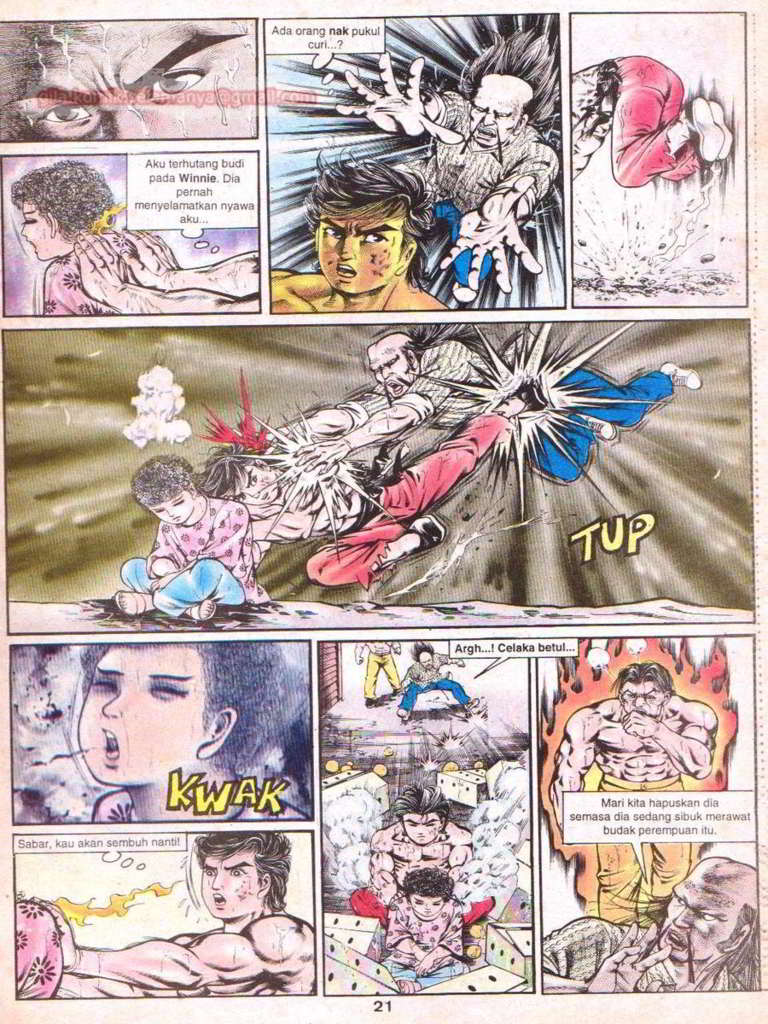 Aku terhutang budi
pada Winnie. Dia
pernah
menyelamatkan nyawa
aku...
Ada orang nak pukul
curi...?
TUP
KWAK
Sabar, kau akan sembuh nanti!
Argh...! Celaka betul...
Mari kita hapuskan dia
semasa dia sedang sibuk merawat
budak perempuan itu.
21